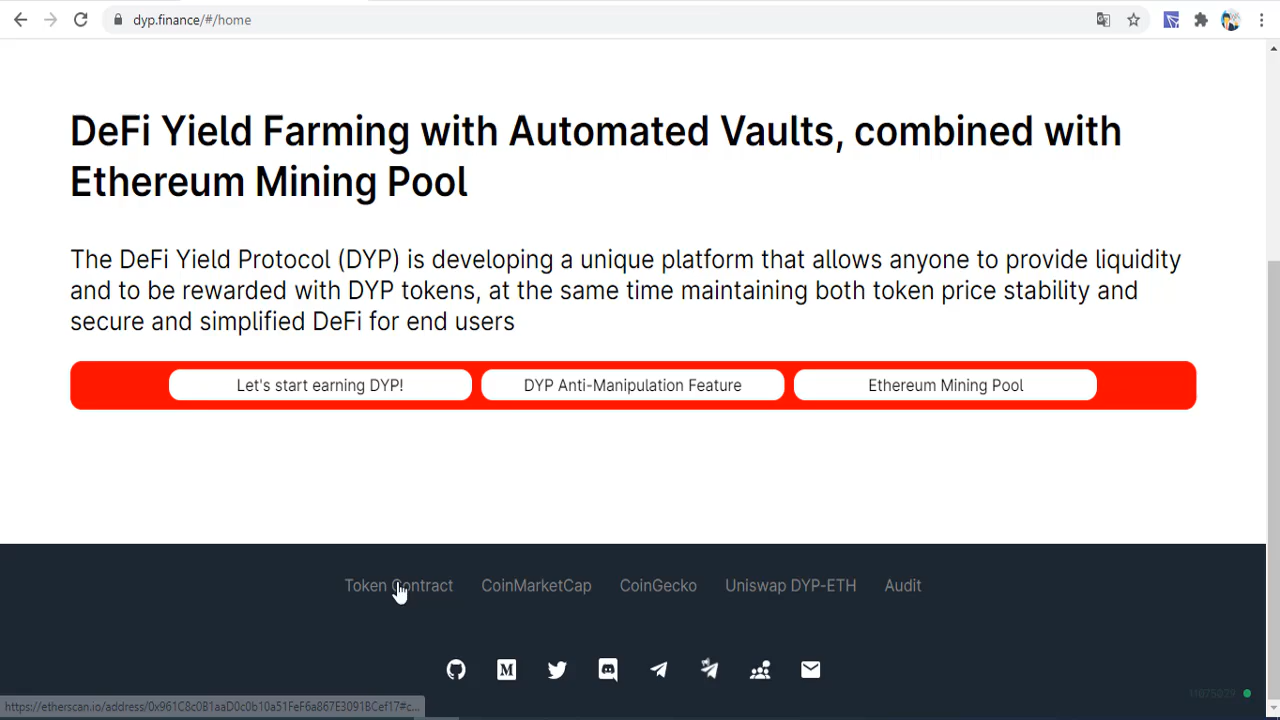 dyp.finance/#/home
DeFi Yield Farming with Automated Vaults, combined with
Ethereum Mining Pool
The DeFi Yield Protocol (DYP) is developing a unique platform that allows anyone to provide liquidity
and to be rewarded with DYP tokens, at the same time maintaining both token price stability and
secure and simplified DeFi for end users
Let's start earning DYP!
DYP Anti-Manipulation Feature
Ethereum Mining Pool
Token Contract
CoinMarketCap
CoinGecko
Uniswap DYP-ETH
Audit
M